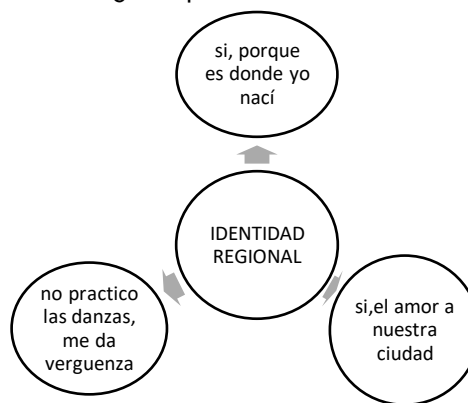 si, porque
es donde yo
nací
IDENTIDAD
REGIONAL
no practico
las danzas,
me da
verguenza
si,el amor a
nuestra
ciudad